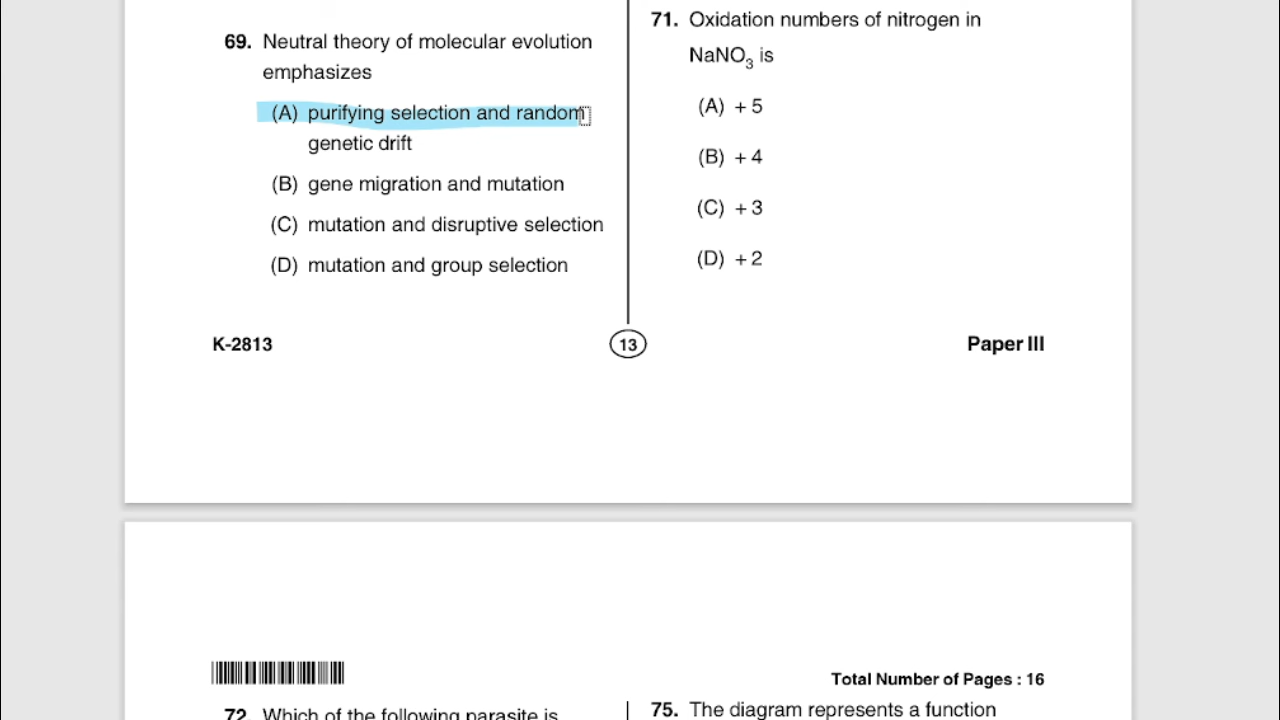 69. Neutral theory of molecular evolution
emphasizes
(A) purifying selection and random
genetic drift
(B) gene migration and mutation
(C) mutation and disruptive selection
(D) mutation and group selection
71. Oxidation numbers of nitrogen in
NaNO₃ is
(A) + 5
(B) + 4
(C) + 3
(D) + 2
K-2813
13
Paper III
Total Number of Pages : 16
72. Which of the following parasite is
75. The diagram represents a function